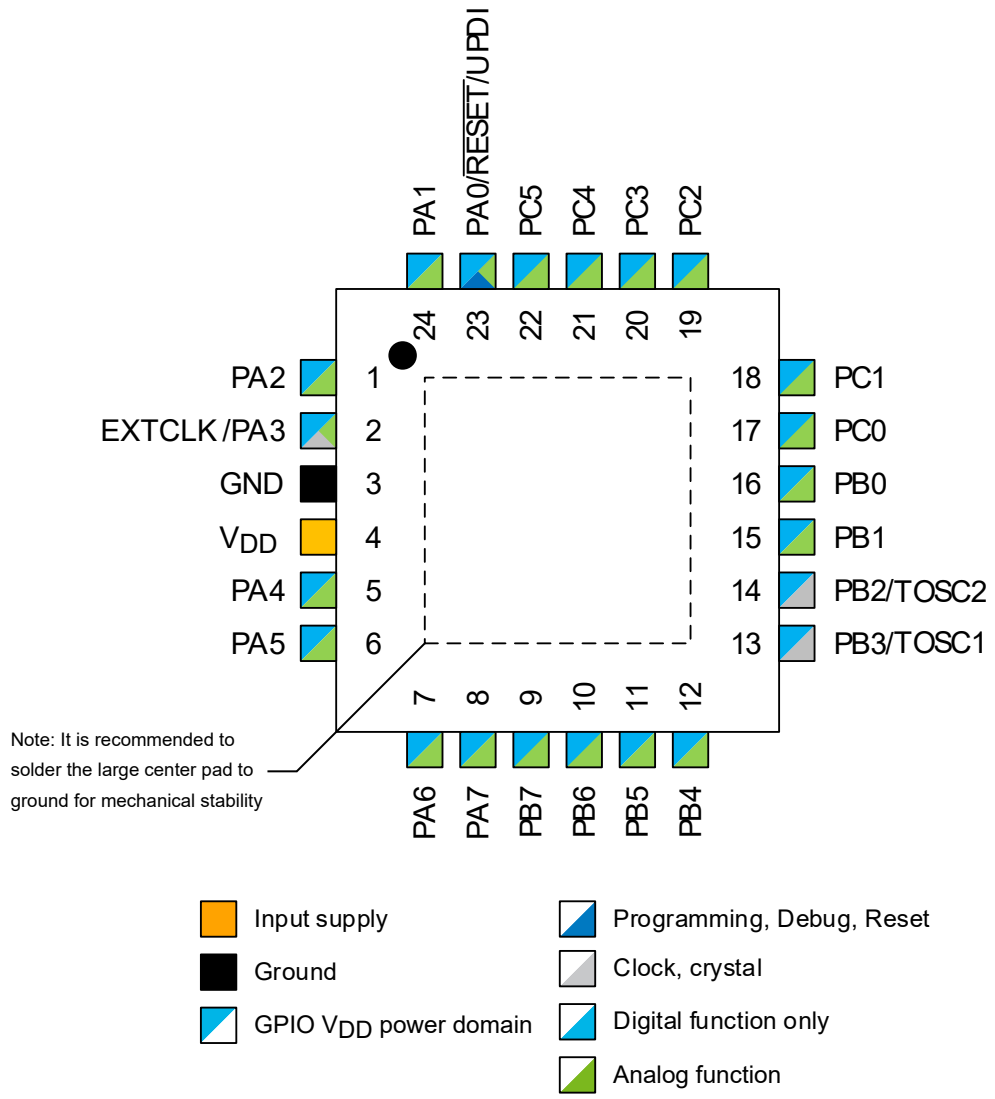 PA1
PA0/RESET/UPDI
PC5
PC4
PC3
PC2
24
23
22
21
20
19
PA2 1
EXTCLK/PA3 2
GND 3
VDD 4
PA4 5
PA5 6
18 PC1
17 PC0
16 PB0
15 PB1
14 PB2/TOSC2
13 PB3/TOSC1
7
8
9
10
11
12
PA6
PA7
PB7
PB6
PB5
PB4
Note: It is recommended to
solder the large center pad to
ground for mechanical stability
Input supply
Ground
GPIO VDD power domain
Programming, Debug, Reset
Clock, crystal
Digital function only
Analog function